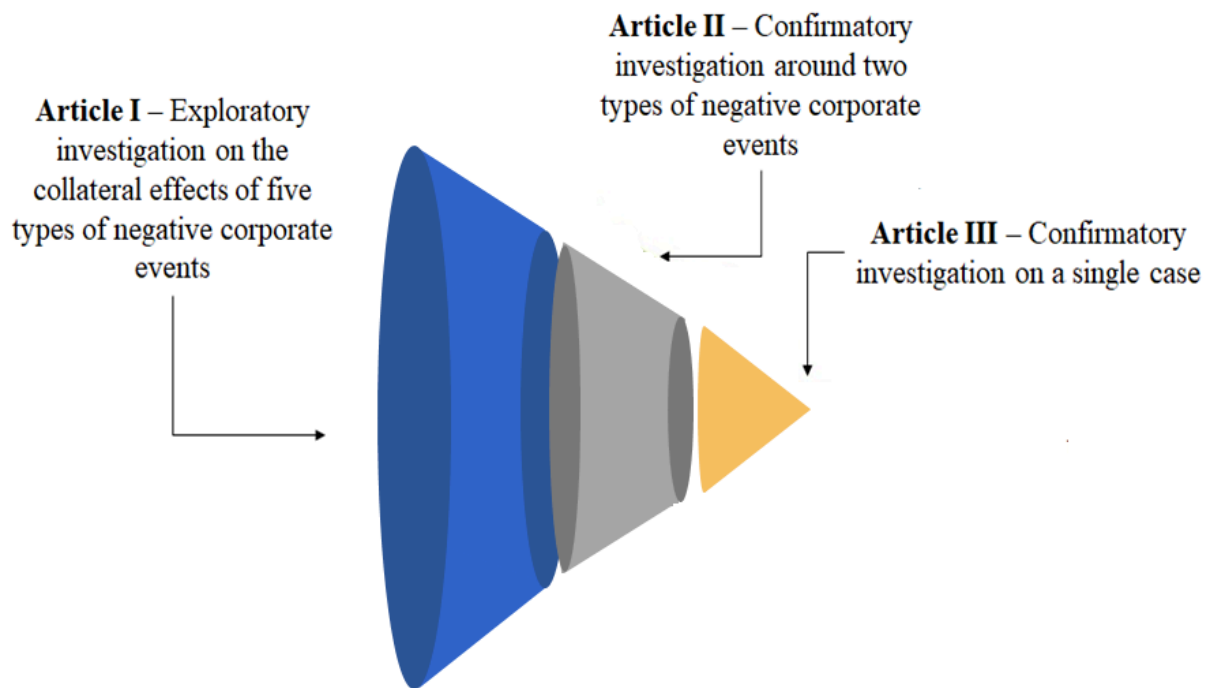 Article I – Exploratory
investigation on the
collateral effects of five
types of negative corporate
events
Article II – Confirmatory
investigation around two
types of negative corporate
events
Article III – Confirmatory
investigation on a single case